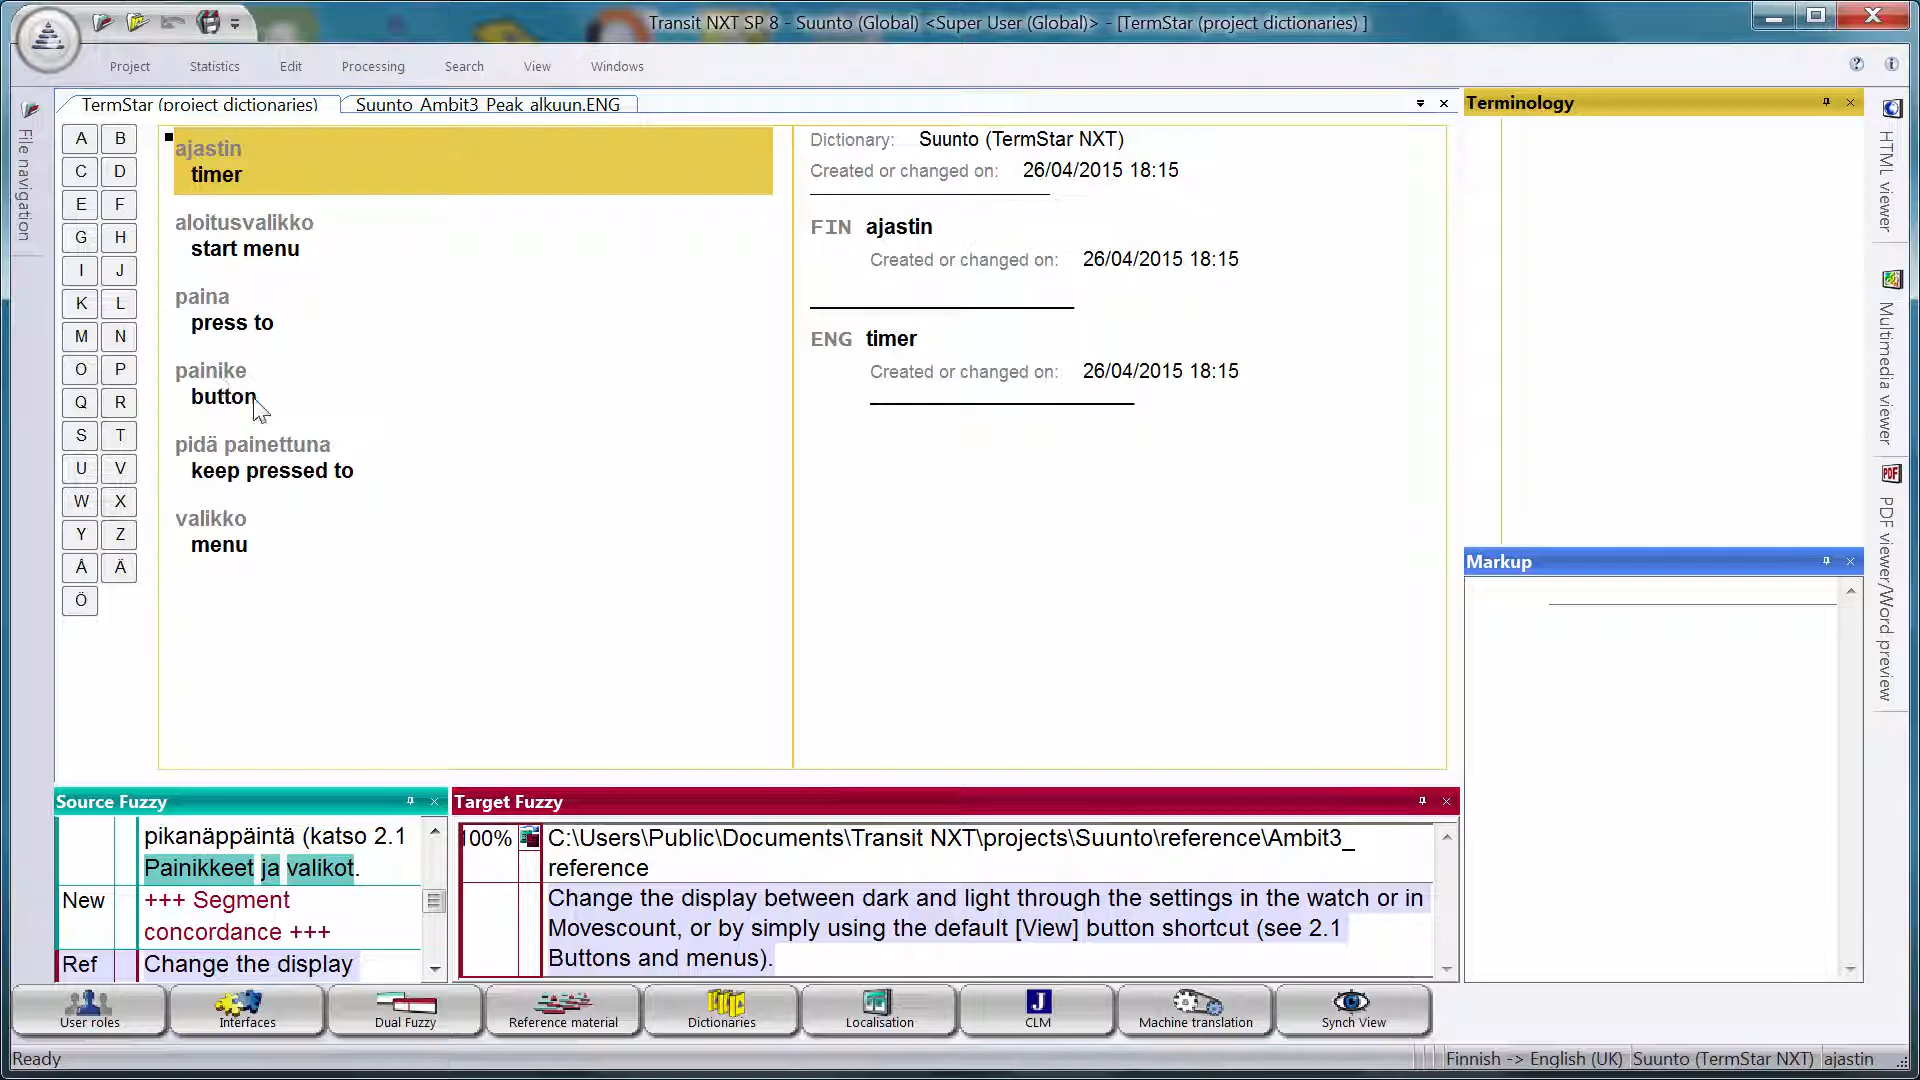 Transit NXT SP 8 - Suunto (Global) <Super User (Global)> - [TermStar (project dictionaries) ]
Project Statistics Edit Processing Search View Windows
TermStar (project dictionaries) Suunto_Ambit3_Peak_alkuun.ENG
File navigation
A B
C D
E F
G H
I J
K L
M N
O P
Q R
S T
U V
W X
Y Z
Å Ä
Ö
ajastin
timer
aloitusvalikko
start menu
paina
press to
painike
button
pidä painettuna
keep pressed to
valikko
menu
Dictionary: Suunto (TermStar NXT)
Created or changed on: 26/04/2015 18:15
FIN ajastin
Created or changed on: 26/04/2015 18:15
ENG timer
Created or changed on: 26/04/2015 18:15
Terminology
Markup
HTML viewer
Multimedia viewer
PDF
PDF viewer/Word preview
Source Fuzzy
pikanäppäintä (katso 2.1
Painikkeet ja valikot.
New +++ Segment
concordance +++
Ref Change the display
Target Fuzzy
100% C:\Users\Public\Documents\Transit NXT\projects\Suunto\reference\Ambit3_
reference
Change the display between dark and light through the settings in the watch or in
Movescount, or by simply using the default [View] button shortcut (see 2.1
Buttons and menus).
User roles Interfaces Dual Fuzzy Reference material Dictionaries Localisation J CLM Machine translation Synch View
Ready Finnish -> English (UK) Suunto (TermStar NXT) ajastin